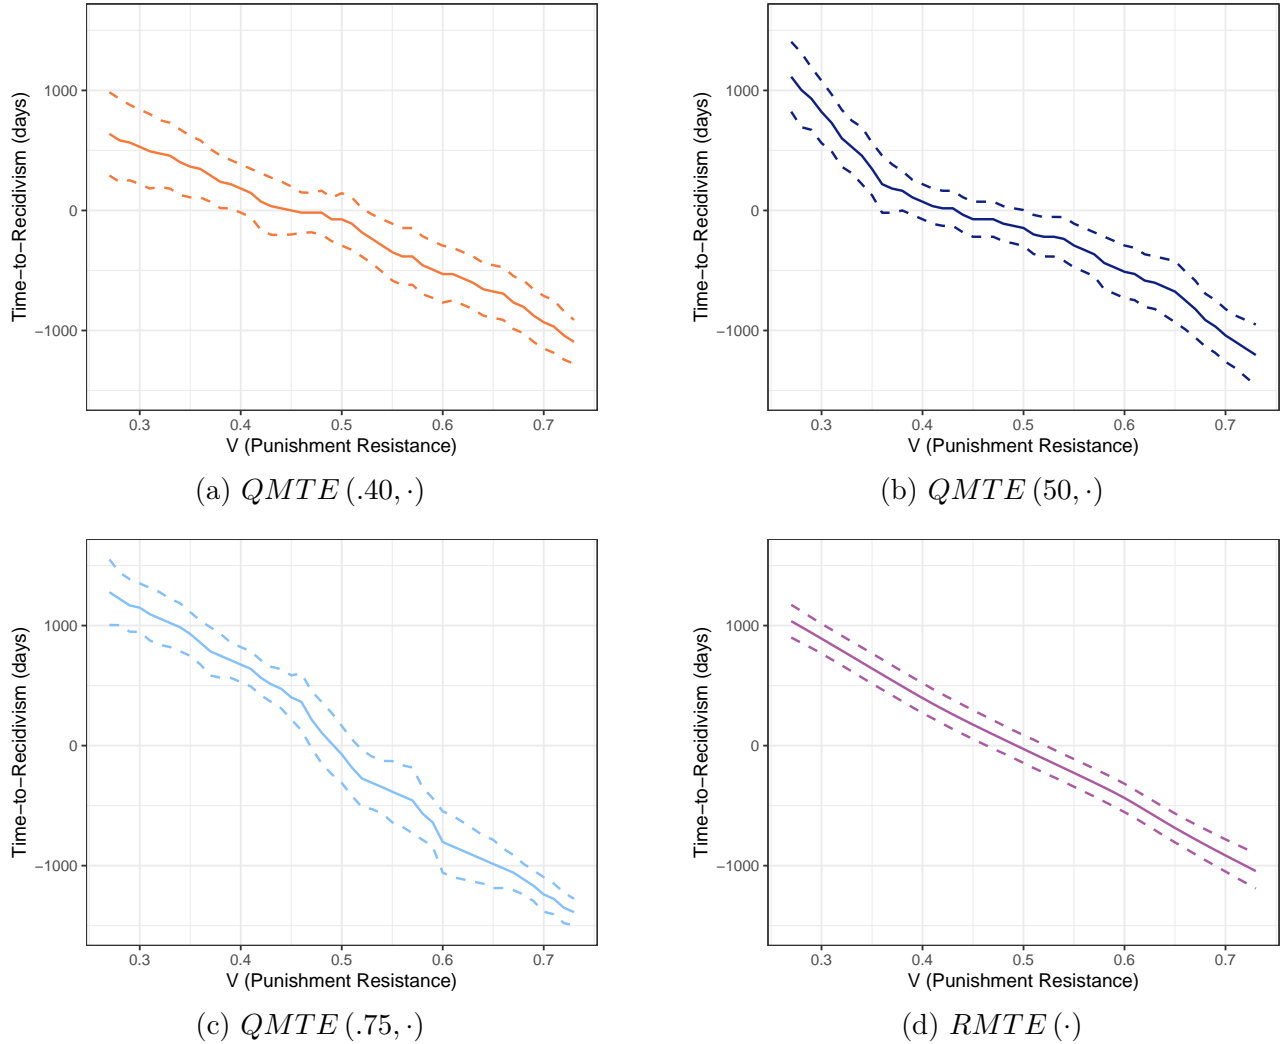 Time−to−Recidivism (days)
1000
0
−1000
0.3 0.4 0.5 0.6 0.7
V (Punishment Resistance)
(a) QMTE (.40, ·)
Time−to−Recidivism (days)
1000
0
−1000
0.3 0.4 0.5 0.6 0.7
V (Punishment Resistance)
(b) QMTE (50, ·)
Time−to−Recidivism (days)
1000
0
−1000
0.3 0.4 0.5 0.6 0.7
V (Punishment Resistance)
(c) QMTE (.75, ·)
Time−to−Recidivism (days)
1000
0
−1000
0.3 0.4 0.5 0.6 0.7
V (Punishment Resistance)
(d) RMTE (·)